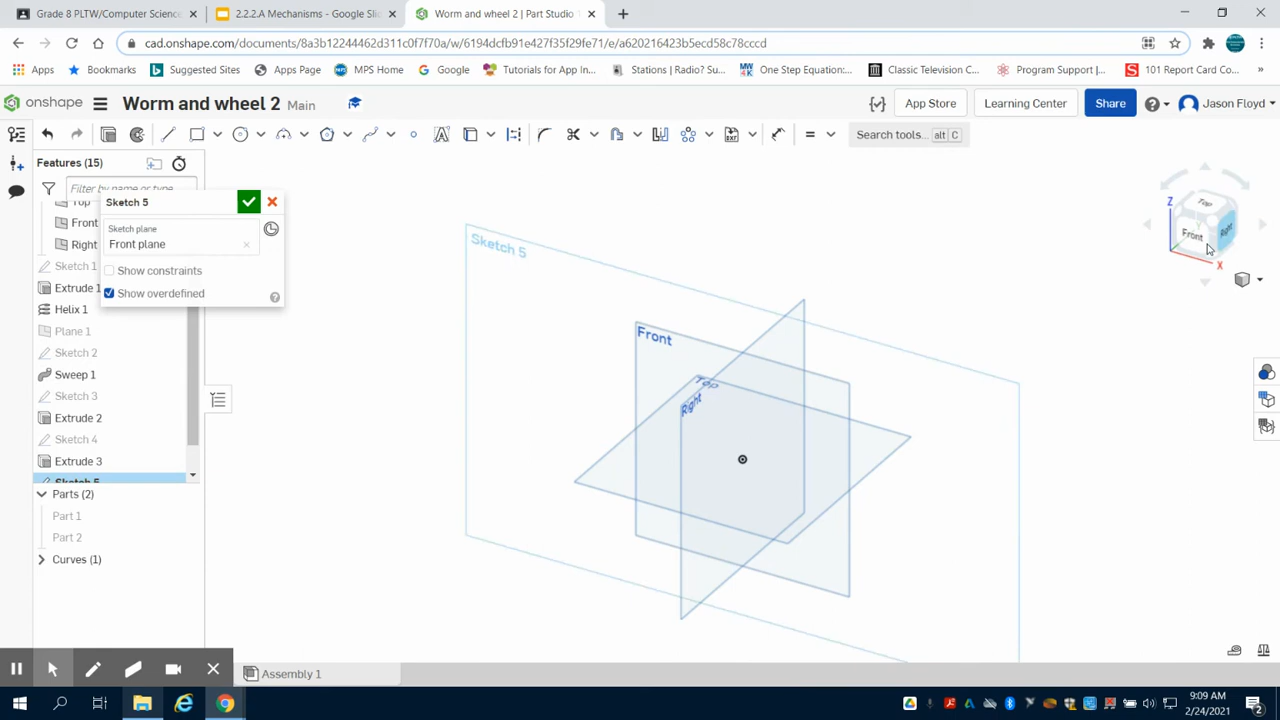 Grade 8 PLTW/Computer Science
2.2.2.A Mechanisms - Google Slid
Worm and wheel 2 | Part Studio
cad.onshape.com/documents/8a3b12244462d311c0f7f70a/w/6194dcfb91e427f35f29fe71/e/a620216423b5ecd58c78cccd
Apps
Bookmarks
Suggested Sites
Apps Page
MPS Home
Google
Tutorials for App In...
Stations | Radio? Su...
One Step Equation:...
Classic Television C...
Program Support |...
101 Report Card Co...
»
onshape
Worm and wheel 2 Main
App Store
Learning Center
Share
Jason Floyd
Search tools... alt C
Features (15)
Filter by name or type...
Top
Front
Right
Sketch 1
Extrude 1
Helix 1
Plane 1
Sketch 2
Sweep 1
Sketch 3
Extrude 2
Sketch 4
Extrude 3
Sketch 5
Parts (2)
Part 1
Part 2
Curves (1)
Sketch 5
Sketch plane
Front plane
Show constraints
Show overdefined
Sketch 5
Front
Top
Right
Top
Z
Front
Right
X
Assembly 1
9:09 AM
2/24/2021
2